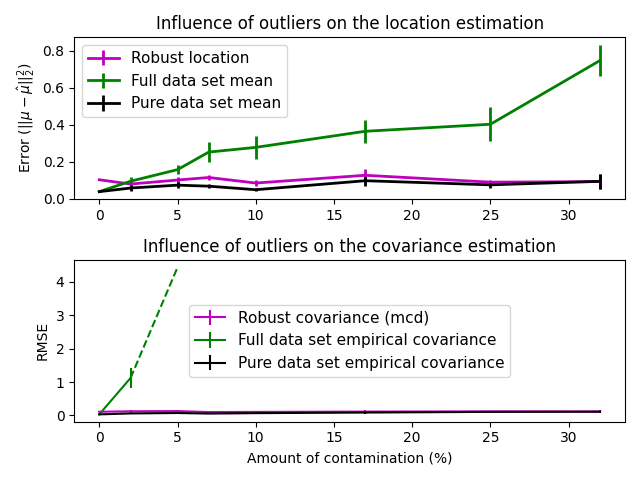 Influence of outliers on the location estimation
Error ($||\mu - \hat{\mu}||_2^2$)
0.8
0.6
0.4
0.2
0.0
Robust location
Full data set mean
Pure data set mean
0 5 10 15 20 25 30
Influence of outliers on the covariance estimation
RMSE
4
3
2
1
0
Robust covariance (mcd)
Full data set empirical covariance
Pure data set empirical covariance
0 5 10 15 20 25 30
Amount of contamination (%)